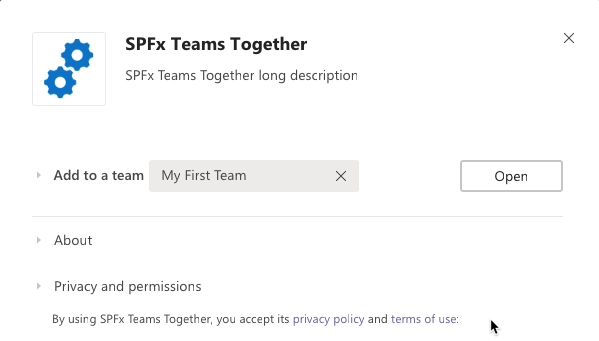 SPFx Teams Together
SPFx Teams Together long description
Add to a team My First Team Open
About
Privacy and permissions
By using SPFx Teams Together, you accept its privacy policy and terms of use.